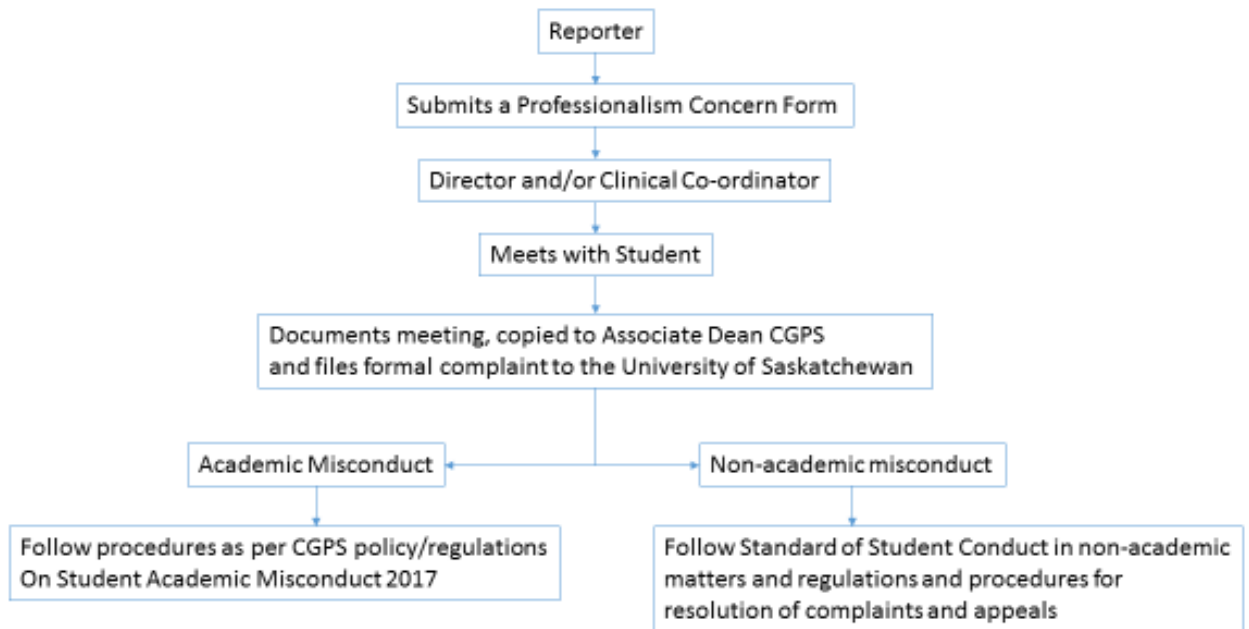 Reporter
Submits a Professionalism Concern Form
Director and/or Clinical Co-ordinator
Meets with Student
Documents meeting, copied to Associate Dean CGPS
and files formal complaint to the University of Saskatchewan
Academic Misconduct
Non-academic misconduct
Follow procedures as per CGPS policy/regulations
On Student Academic Misconduct 2017
Follow Standard of Student Conduct in non-academic
matters and regulations and procedures for
resolution of complaints and appeals